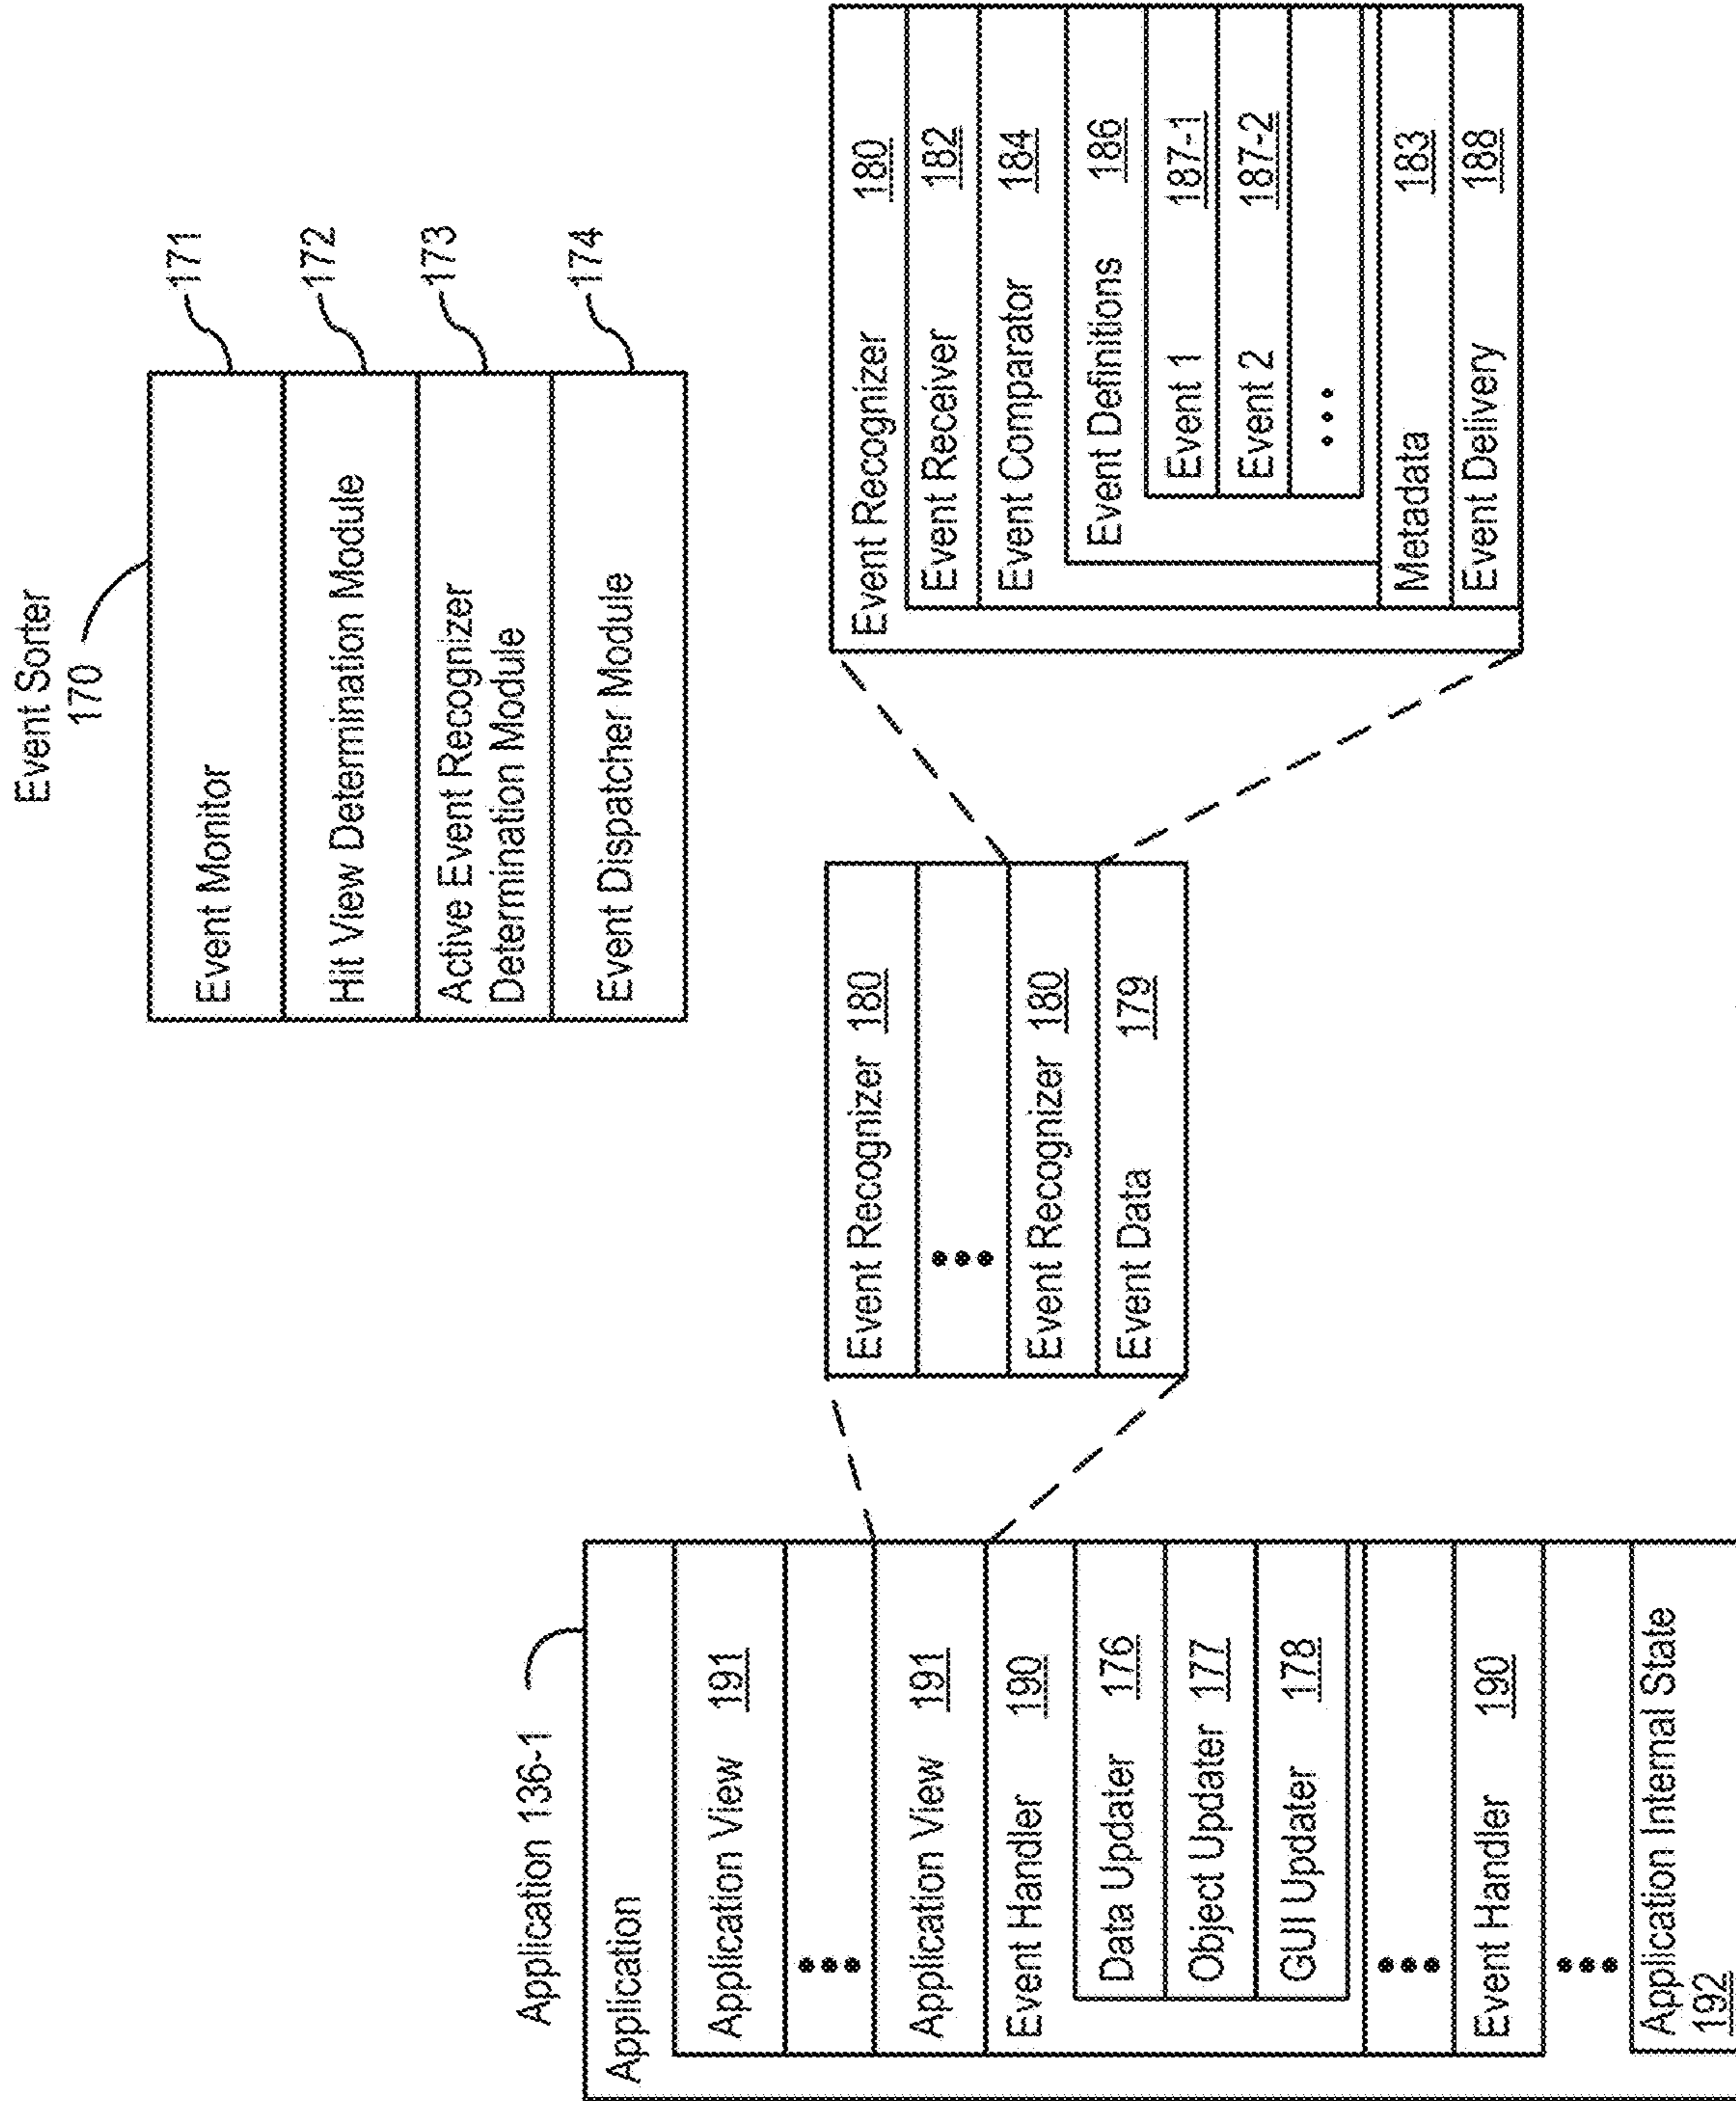 Event Sorter
170
Event Monitor 171
Hit View Determination Module 172
Active Event Recognizer 173
Determination Module
Event Dispatcher Module 174
Application 136-1
Application
Application View 191
•••
Application View 191
Event Handler 190
Data Updater 176
Object Updater 177
GUI Updater 178
•••
Event Handler 190
•••
Application Internal State
192
Event Recognizer 180
•••
Event Recognizer 180
Event Data 179
Event Recognizer 180
Event Receiver 182
Event Comparator 184
Event Definitions 186
Event 1 187-1
Event 2 187-2
•••
Metadata 183
Event Delivery 188